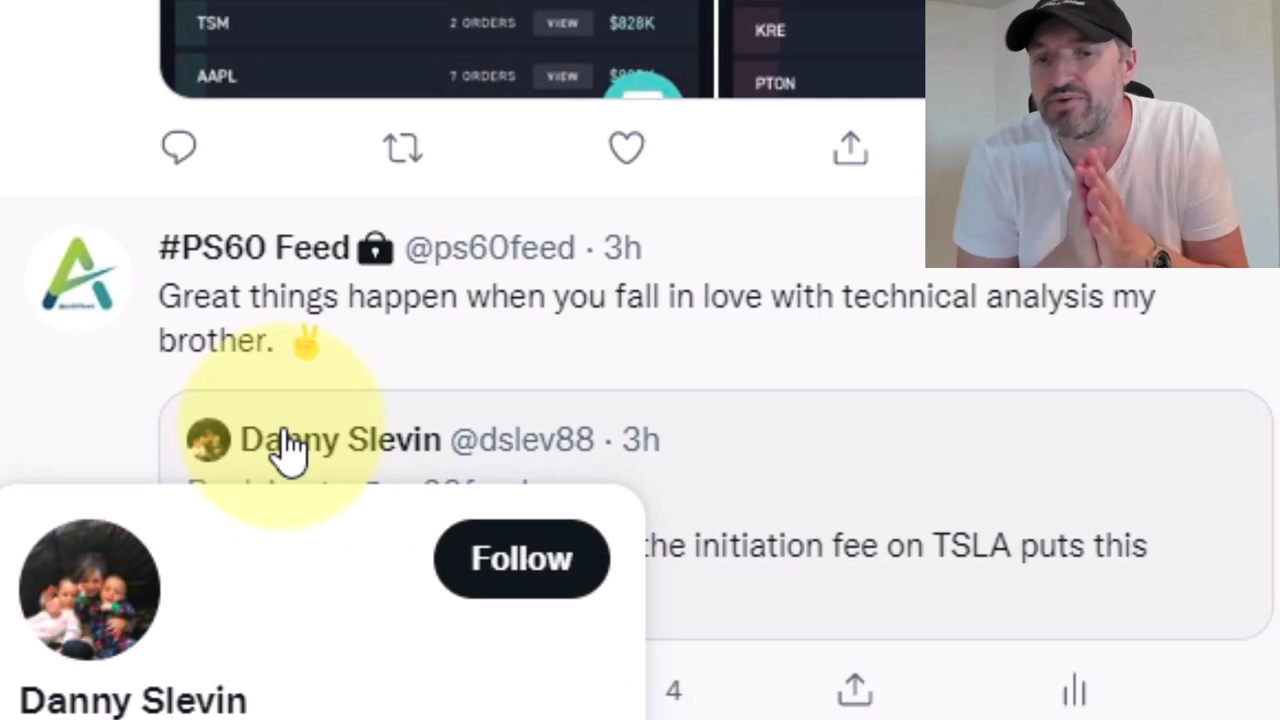 TSM 2 ORDERS VIEW $828K
KRE
AAPL 7 ORDERS VIEW
PTON
#PS60 Feed @ps60feed · 3h
Great things happen when you fall in love with technical analysis my
brother. ✌
Danny Slevin @dslev88 · 3h
the initiation fee on TSLA puts this
Follow
4
Danny Slevin